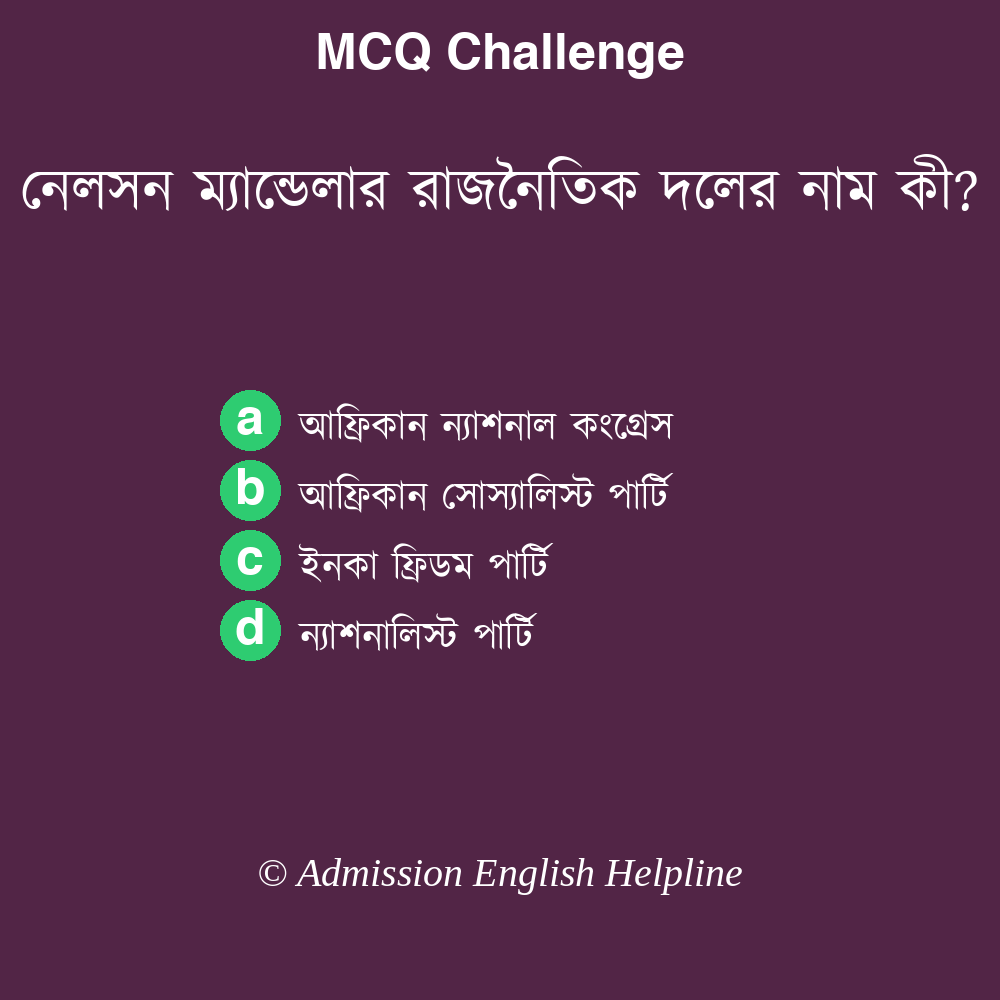 MCQ Challenge
নেলসন ম্যান্ডেলার রাজনৈতিক দলের নাম কী?
a আফ্রিকান ন্যাশনাল কংগ্রেস
b আফ্রিকান সোস্যালিস্ট পার্টি
c ইনকা ফ্রিডম পার্টি
d ন্যাশনালিস্ট পার্টি
© Admission English Helpline